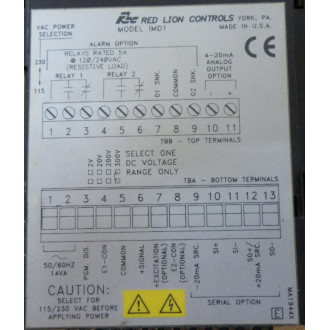 VAC POWER
SELECTION
RLC RED LION CONTROLS YORK, PA.
MODEL IMD1 MADE IN U.S.A.
ALARM OPTION
230
115
RELAYS RATED 5A
@ 120/240VAC
(RESISTIVE LOAD)
RELAY 1 RELAY 2
O1 SNK.
COMMON
O2 SNK.
4-20mA
ANALOG
OUTPUT
OPTION
- +
CE
1 2 3 4 5 6 7 8 9 10 11
TBB - TOP TERMINALS
2V
20V
200V
300V
SELECT ONE
DC VOLTAGE
RANGE ONLY
TBA - BOTTOM TERMINALS
1 2 3 4 5 6 7 8 9 10 11 12 13
50/60HZ
14VA
PGM. DIS.
E1-CON
COMMON
+SIGNAL
+EXCITATION
(OPTIONAL)
E2-CON
(OPTIONAL)
-20mA SRC.
SI+
SI-
SO+/
+20mA SRC.
SO-
CAUTION:
SELECT FOR
115/230 VAC BEFORE
APPLYING POWER
SERIAL OPTION
E